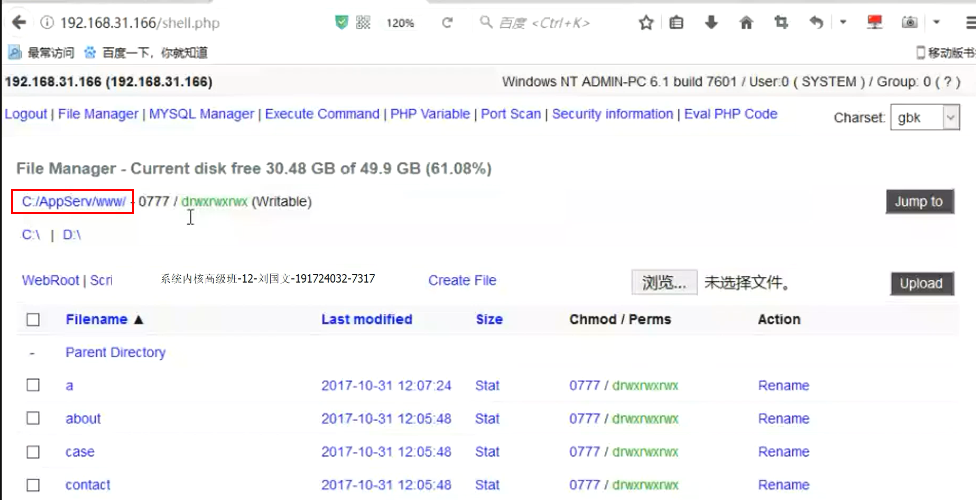 192.168.31.166/shell.php 120% 百度 <Ctrl+K>
最常访问 百度一下，你就知道 移动版书
192.168.31.166 (192.168.31.166) Windows NT ADMIN-PC 6.1 build 7601 / User:0 ( SYSTEM ) / Group: 0 ( ? )
Logout | File Manager | MYSQL Manager | Execute Command | PHP Variable | Port Scan | Security information | Eval PHP Code Charset: gbk
File Manager - Current disk free 30.48 GB of 49.9 GB (61.08%)
C:/AppServ/www/ - 0777 / drwxrwxrwx (Writable) Jump to
C:\ | D:\
WebRoot | Scri 系统内核高级班-12-刘国文-191724032-7317 Create File 浏览... 未选择文件。 Upload
Filename ▲ Last modified Size Chmod / Perms Action
- Parent Directory
a 2017-10-31 12:07:24 Stat 0777 / drwxrwxrwx Rename
about 2017-10-31 12:05:48 Stat 0777 / drwxrwxrwx Rename
case 2017-10-31 12:05:48 Stat 0777 / drwxrwxrwx Rename
contact 2017-10-31 12:05:48 Stat 0777 / drwxrwxrwx Rename